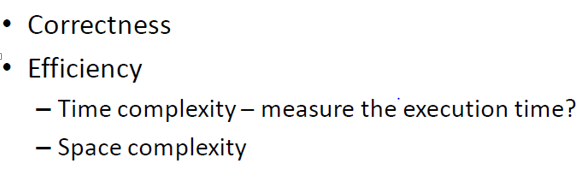 • Correctness
• Efficiency
– Time complexity – measure the execution time?
– Space complexity